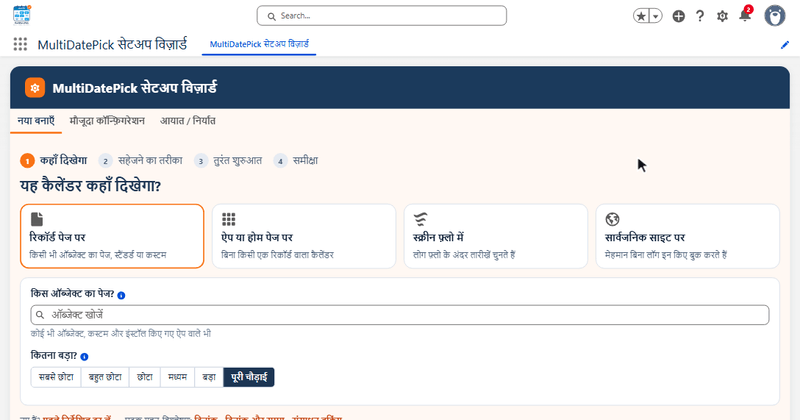 Search...
2
MultiDatePick सेटअप विज़ार्ड
MultiDatePick सेटअप विज़ार्ड
MultiDatePick सेटअप विज़ार्ड
नया बनाएँ
मौजूदा कॉन्फ़िगरेशन
आयात / निर्यात
1 कहाँ दिखेगा
2 सहेजने का तरीका
3 तुरंत शुरुआत
4 समीक्षा
यह कैलेंडर कहाँ दिखेगा?
रिकॉर्ड पेज पर
किसी भी ऑब्जेक्ट का पेज, स्टैंडर्ड या कस्टम
ऐप या होम पेज पर
बिना किसी एक रिकॉर्ड वाला कैलेंडर
स्क्रीन फ़्लो में
लोग फ़्लो के अंदर तारीखें चुनते हैं
सार्वजनिक साइट पर
मेहमान बिना लॉग इन किए बुक करते हैं
किस ऑब्जेक्ट का पेज?
ऑब्जेक्ट खोजें
कोई भी ऑब्जेक्ट, कस्टम और इंस्टॉल किए गए ऐप वाले भी
कितना बड़ा?
सबसे छोटा
बहुत छोटा
छोटा
मध्यम
बड़ा
पूरी चौड़ाई